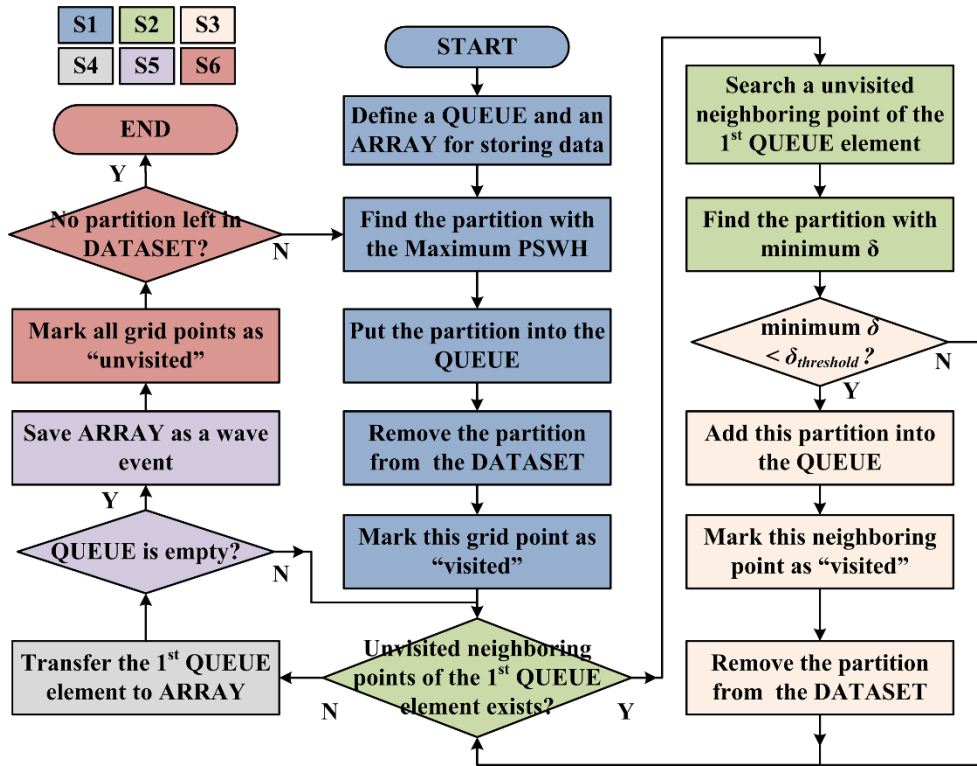 S1 S2 S3
S4 S5 S6
START
Define a QUEUE and an
ARRAY for storing data
Find the partition with
the Maximum PSWH
Put the partition into the
QUEUE
Remove the partition
from the DATASET
Mark this grid point as
“visited”
Unvisited neighboring
points of the 1st QUEUE
element exists?
N
Y
Search a unvisited
neighboring point of the
1st QUEUE element
Find the partition with
minimum δ
minimum δ
< δthreshold ?
N
Y
Add this partition into
the QUEUE
Mark this neighboring
point as “visited”
Remove the partition
from the DATASET
Transfer the 1st QUEUE
element to ARRAY
QUEUE is empty?
N
Y
Save ARRAY as a wave
event
Mark all grid points as
“unvisited”
No partition left in
DATASET?
N
Y
END